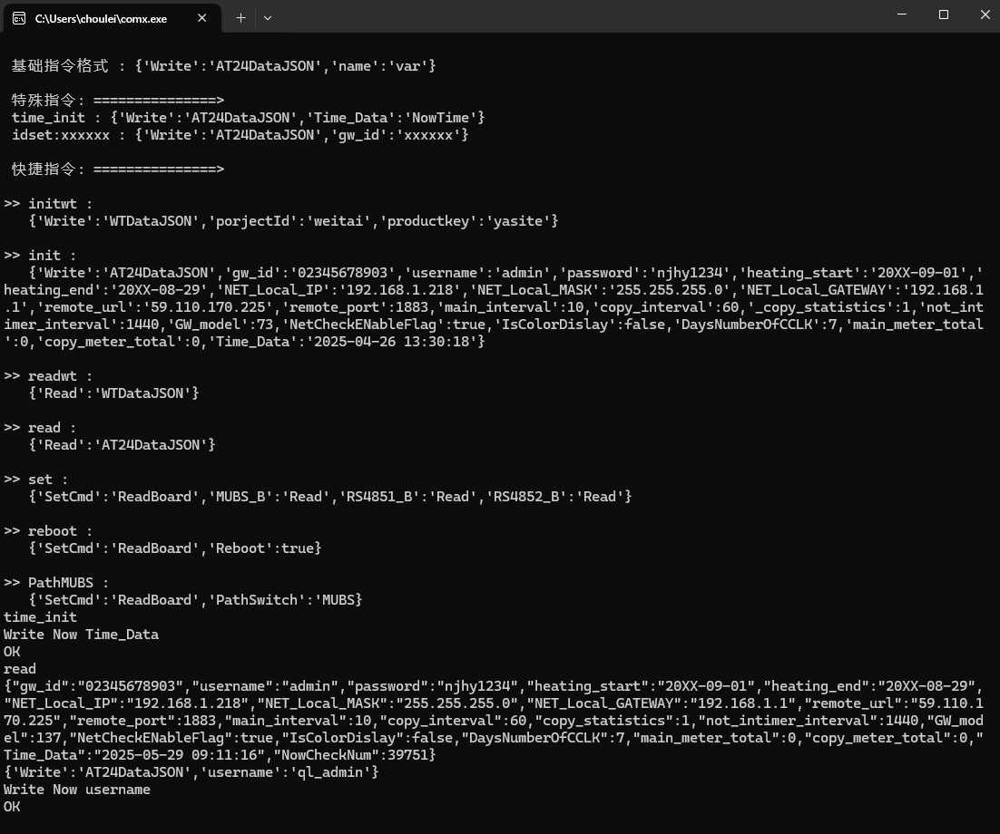 C:\Users\choulei\comx.exe
基础指令格式 : {'Write':'AT24DataJSON','name':'var'}
特殊指令: ===============>
time_init : {'Write':'AT24DataJSON','Time_Data':'NowTime'}
idset:xxxxxx : {'Write':'AT24DataJSON','gw_id':'xxxxxx'}
快捷指令: ===============>
>> initwt :
{'Write':'WTDataJSON','porjectId':'weitai','productkey':'yasite'}
>> init :
{'Write':'AT24DataJSON','gw_id':'02345678903','username':'admin','password':'njhy1234','heating_start':'20XX-09-01','
heating_end':'20XX-08-29','NET_Local_IP':'192.168.1.218','NET_Local_MASK':'255.255.255.0','NET_Local_GATEWAY':'192.168.1
.1','remote_url':'59.110.170.225','remote_port':1883,'main_interval':10,'copy_interval':60,'_copy_statistics':1,'not_int
imer_interval':1440,'GW_model':73,'NetCheckENableFlag':true,'IsColorDislay':false,'DaysNumberOfCCLK':7,'main_meter_total
':0,'copy_meter_total':0,'Time_Data':'2025-04-26 13:30:18'}
>> readwt :
{'Read':'WTDataJSON'}
>> read :
{'Read':'AT24DataJSON'}
>> set :
{'SetCmd':'ReadBoard','MUBS_B':'Read','RS4851_B':'Read','RS4852_B':'Read'}
>> reboot :
{'SetCmd':'ReadBoard','Reboot':true}
>> PathMUBS :
{'SetCmd':'ReadBoard','PathSwitch':'MUBS}
time_init
Write Now Time_Data
OK
read
{"gw_id":"02345678903","username":"admin","password":"njhy1234","heating_start":"20XX-09-01","heating_end":"20XX-08-29",
"NET_Local_IP":"192.168.1.218","NET_Local_MASK":"255.255.255.0","NET_Local_GATEWAY":"192.168.1.1","remote_url":"59.110.1
70.225","remote_port":1883,"main_interval":10,"copy_interval":60,"copy_statistics":1,"not_intimer_interval":1440,"GW_mod
el":137,"NetCheckENableFlag":true,"IsColorDislay":false,"DaysNumberOfCCLK":7,"main_meter_total":0,"copy_meter_total":0,"
Time_Data":"2025-05-29 09:11:16","NowCheckNum":39751}
{'Write':'AT24DataJSON','username':'ql_admin'}
Write Now username
OK